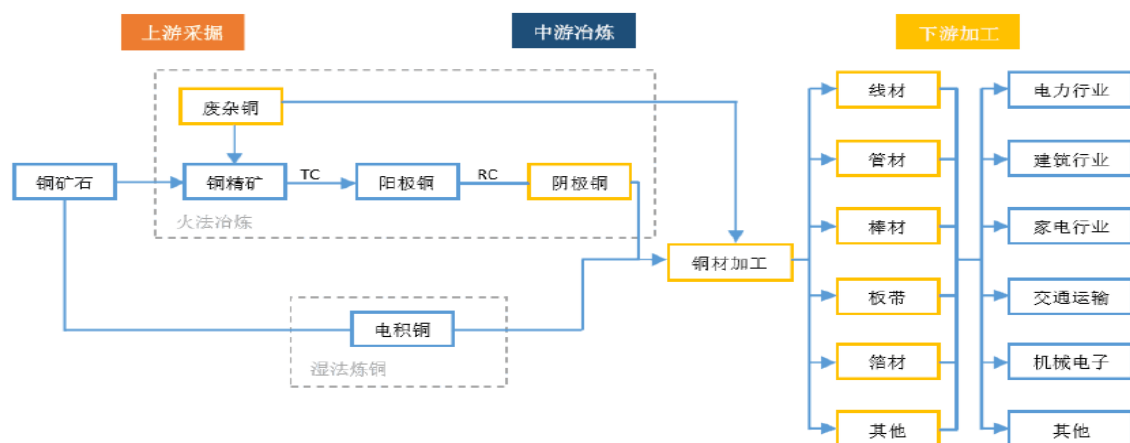 上游采掘
中游冶炼
下游加工
废杂铜
铜矿石
铜精矿
TC
阳极铜
RC
阴极铜
火法冶炼
铜材加工
电积铜
湿法炼铜
线材
管材
棒材
板带
箔材
其他
电力行业
建筑行业
家电行业
交通运输
机械电子
其他